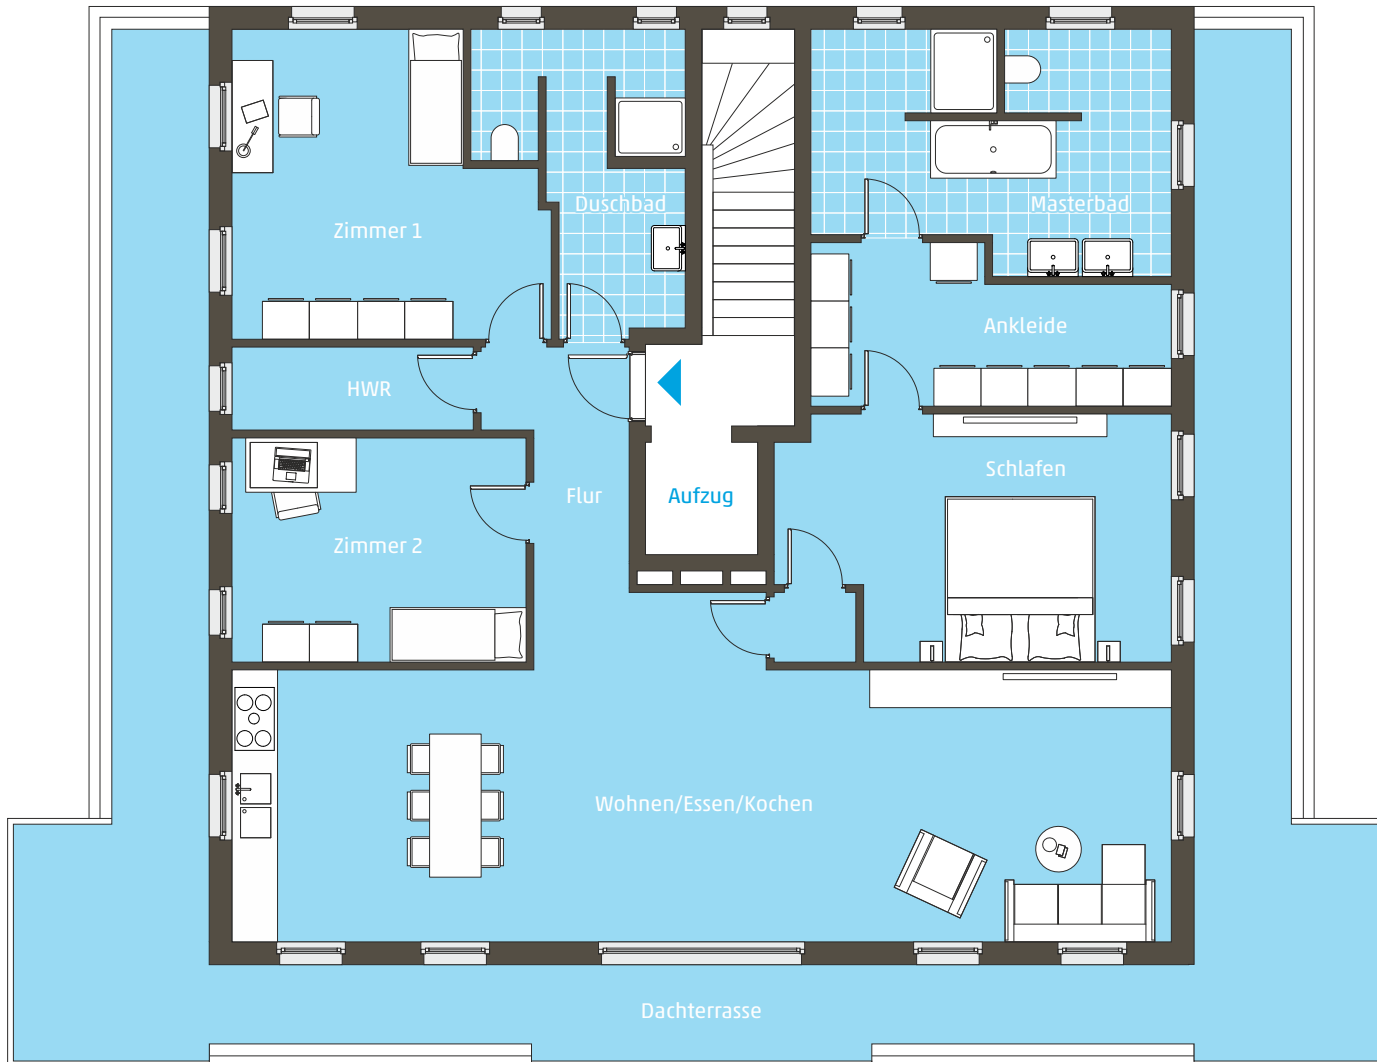 Duschbad
Masterbad
Zimmer 1
Ankleide
HWR
Schlafen
Flur
Aufzug
Zimmer 2
Wohnen/Essen/Kochen
Dachterrasse